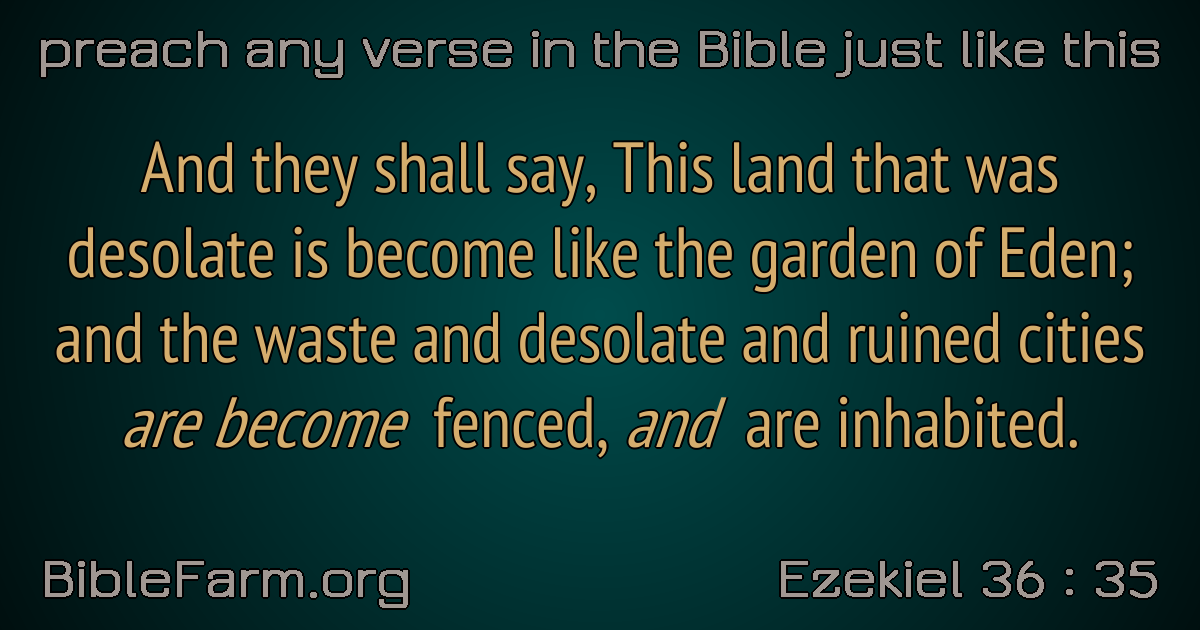 preach any verse in the Bible just like this
And they shall say, This land that was
desolate is become like the garden of Eden;
and the waste and desolate and ruined cities
are become fenced, and are inhabited.
BibleFarm.org
Ezekiel 36 : 35